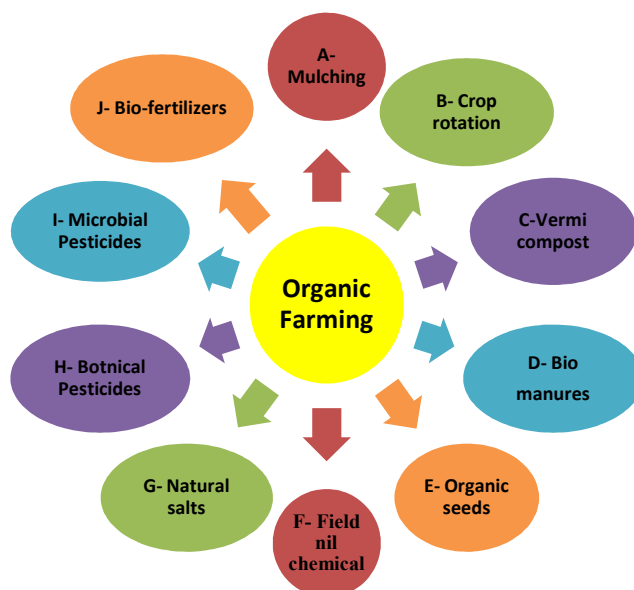 A-
Mulching
B- Crop
rotation
C-Vermi
compost
D- Bio
manures
E- Organic
seeds
F- Field
nil
chemical
G- Natural
salts
H- Botnical
Pesticides
I- Microbial
Pesticides
J- Bio-fertilizers
Organic
Farming